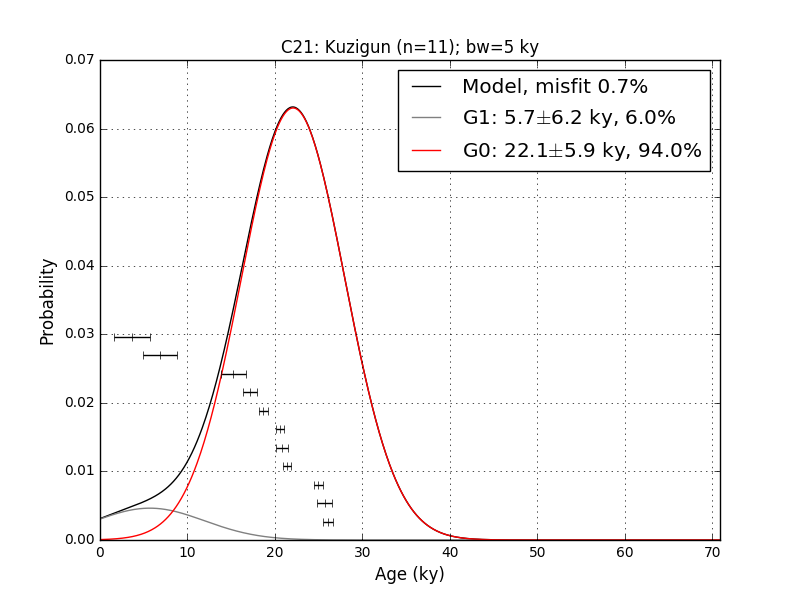 C21: Kuzigun (n=11); bw=5 ky
Model, misfit 0.7%
G1: 5.7±6.2 ky, 6.0%
G0: 22.1±5.9 ky, 94.0%
0.07
0.06
0.05
0.04
0.03
0.02
0.01
0.00
Probability
0 10 20 30 40 50 60 70
Age (ky)